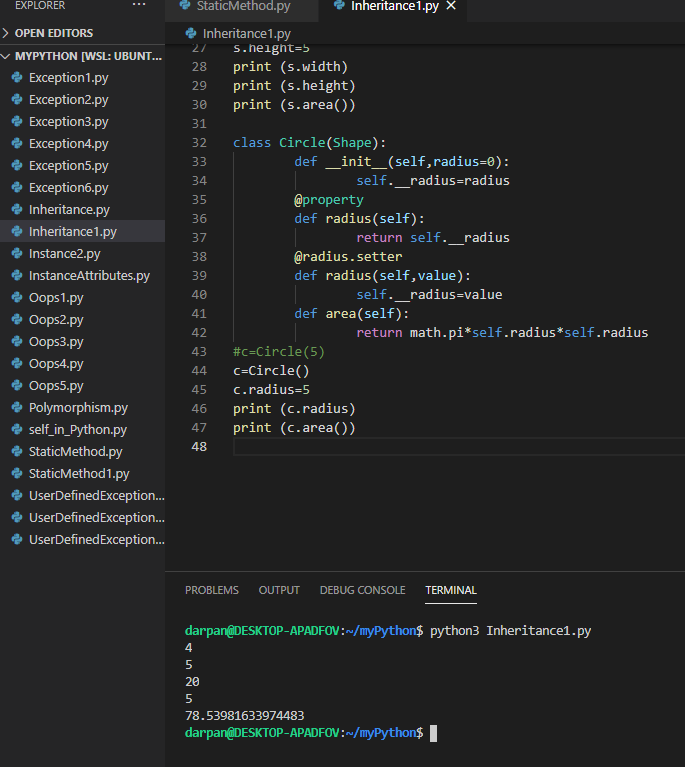 EXPLORER ...
OPEN EDITORS
MYPYTHON [WSL: UBUNT...
Exception1.py
Exception2.py
Exception3.py
Exception4.py
Exception5.py
Exception6.py
Inheritance.py
Inheritance1.py
Instance2.py
InstanceAttributes.py
Oops1.py
Oops2.py
Oops3.py
Oops4.py
Oops5.py
Polymorphism.py
self_in_Python.py
StaticMethod.py
StaticMethod1.py
UserDefinedException...
UserDefinedException...
UserDefinedException...
StaticMethod.py Inheritance1.py ×
Inheritance1.py
27 s.height=5
28 print (s.width)
29 print (s.height)
30 print (s.area())
31
32 class Circle(Shape):
33 def __init__(self,radius=0):
34 self.__radius=radius
35 @property
36 def radius(self):
37 return self.__radius
38 @radius.setter
39 def radius(self,value):
40 self.__radius=value
41 def area(self):
42 return math.pi*self.radius*self.radius
43 #c=Circle(5)
44 c=Circle()
45 c.radius=5
46 print (c.radius)
47 print (c.area())
48
PROBLEMS OUTPUT DEBUG CONSOLE TERMINAL
darpan@DESKTOP-APADFOV:~/myPython$ python3 Inheritance1.py
4
5
20
5
78.53981633974483
darpan@DESKTOP-APADFOV:~/myPython$